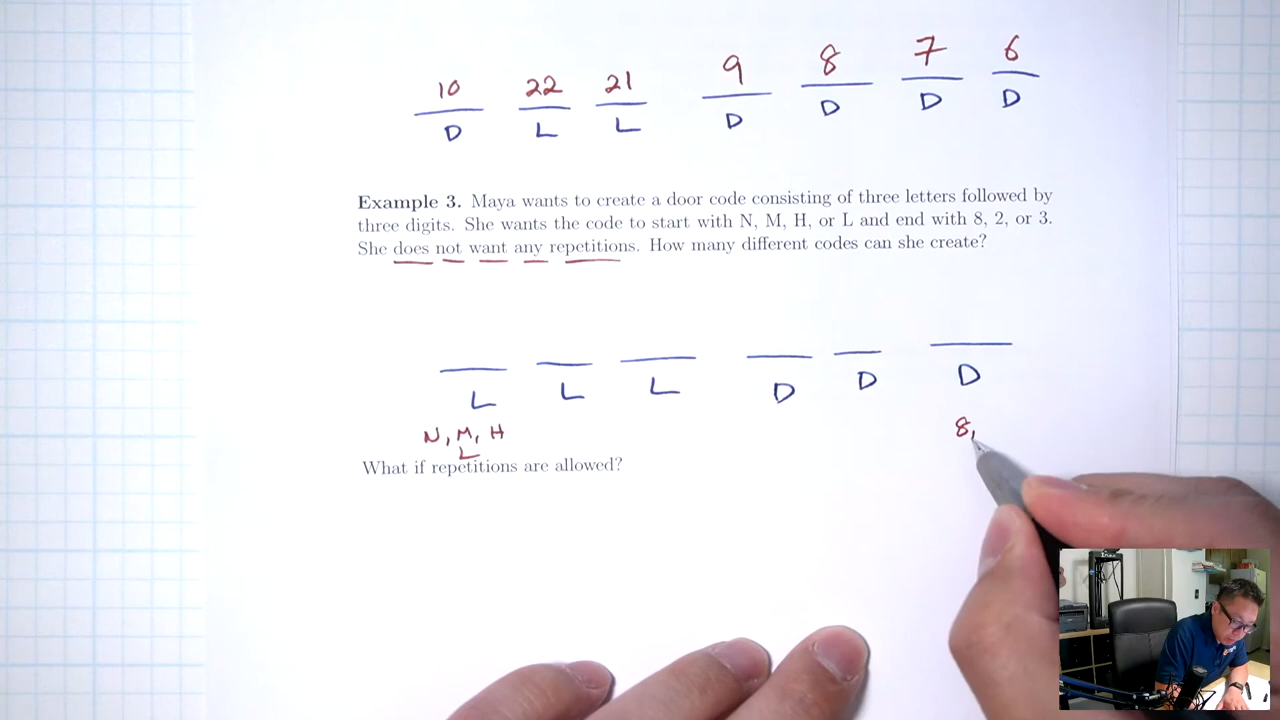 10 22 21 9 8 7 6
D L L D D D D
Example 3. Maya wants to create a door code consisting of three letters followed by
three digits. She wants the code to start with N, M, H, or L and end with 8, 2, or 3.
She does not want any repetitions. How many different codes can she create?
L L L D D D
N, M, H 8,
L
What if repetitions are allowed?